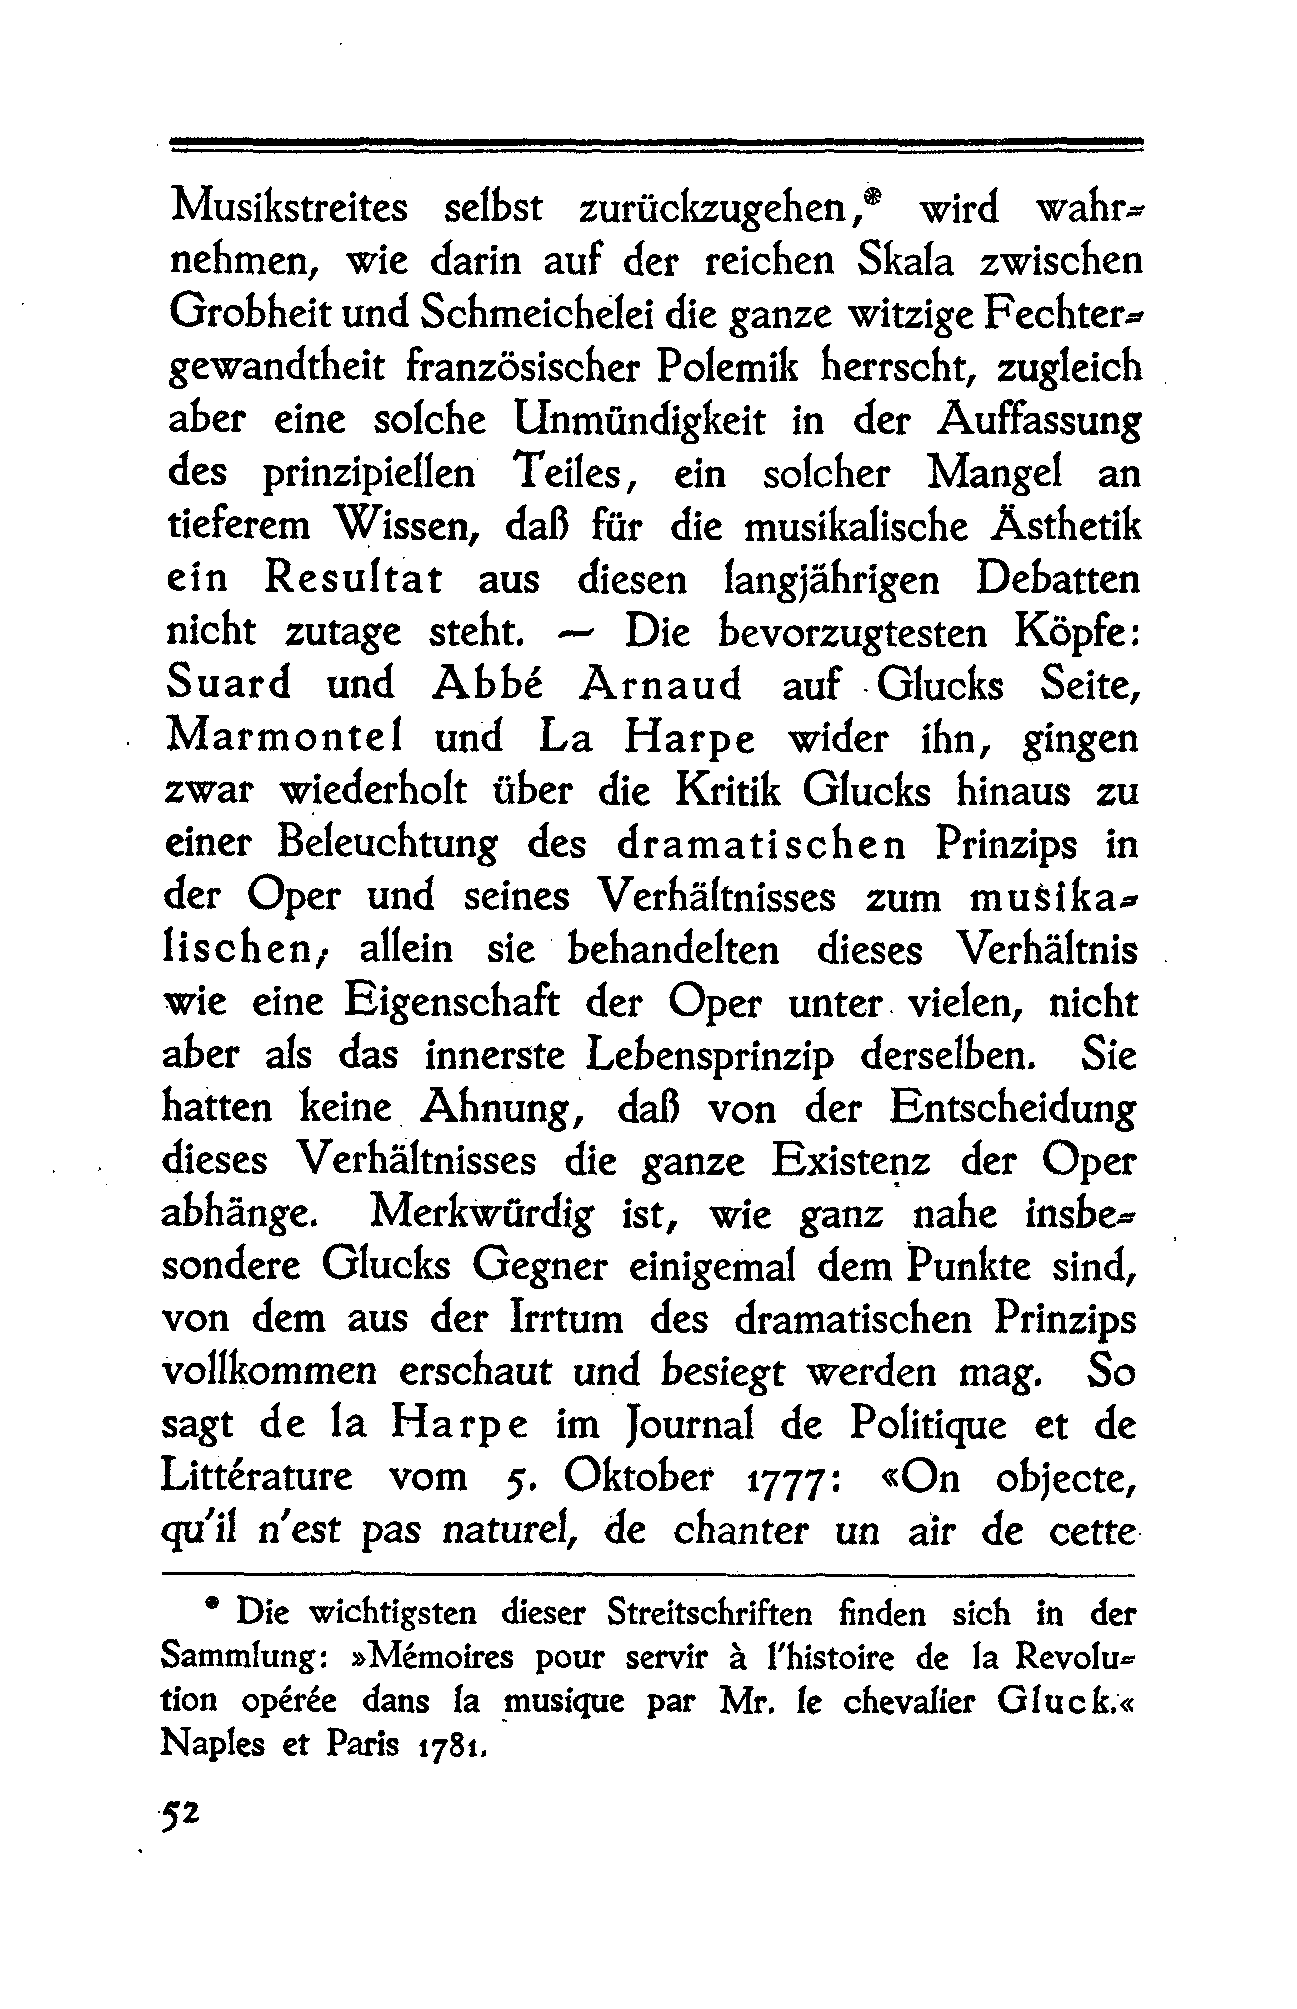 Musikstreites selbst zurückzugehen,* wird wahr-
nehmen, wie darin auf der reichen Skala zwischen
Grobheit und Schmeichelei die ganze witzige Fechter-
gewandtheit französischer Polemik herrscht, zugleich
aber eine solche Unmündigkeit in der Auffassung
des prinzipiellen Teiles, ein solcher Mangel an
tieferem Wissen, daß für die musikalische Ästhetik
ein Resultat aus diesen langjährigen Debatten
nicht zutage steht. — Die bevorzugtesten Köpfe:
Suard und Abbé Arnaud auf Glucks Seite,
Marmontel und La Harpe wider ihn, gingen
zwar wiederholt über die Kritik Glucks hinaus zu
einer Beleuchtung des dramatischen Prinzips in
der Oper und seines Verhältnisses zum musika-
lischen; allein sie behandelten dieses Verhältnis
wie eine Eigenschaft der Oper unter vielen, nicht
aber als das innerste Lebensprinzip derselben. Sie
hatten keine Ahnung, daß von der Entscheidung
dieses Verhältnisses die ganze Existenz der Oper
abhänge. Merkwürdig ist, wie ganz nahe insbe-
sondere Glucks Gegner einigemal dem Punkte sind,
von dem aus der Irrtum des dramatischen Prinzips
vollkommen erschaut und besiegt werden mag. So
sagt de la Harpe im Journal de Politique et de
Littérature vom 5. Oktober 1777: «On objecte,
qu'il n'est pas naturel, de chanter un air de cette
* Die wichtigsten dieser Streitschriften finden sich in der
Sammlung: »Mémoires pour servir à l'histoire de la Revolu-
tion opérée dans la musique par Mr. le chevalier Gluck.«
Naples et Paris 1781.
52